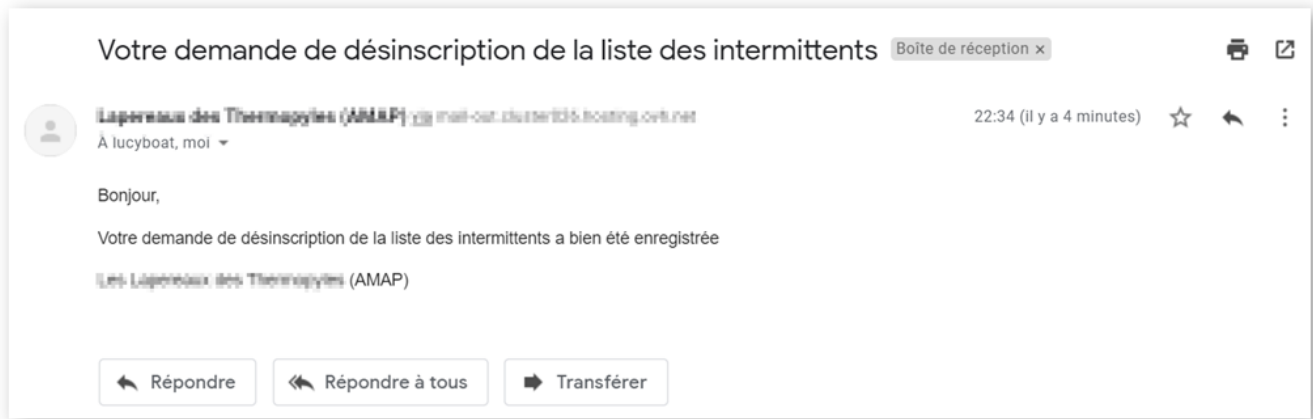 Votre demande de désinscription de la liste des intermittents Boîte de réception ×
(AMAP) 22:34 (il y a 4 minutes)
À lucyboat, moi
Bonjour,
Votre demande de désinscription de la liste des intermittents a bien été enregistrée
(AMAP)
Répondre Répondre à tous Transférer